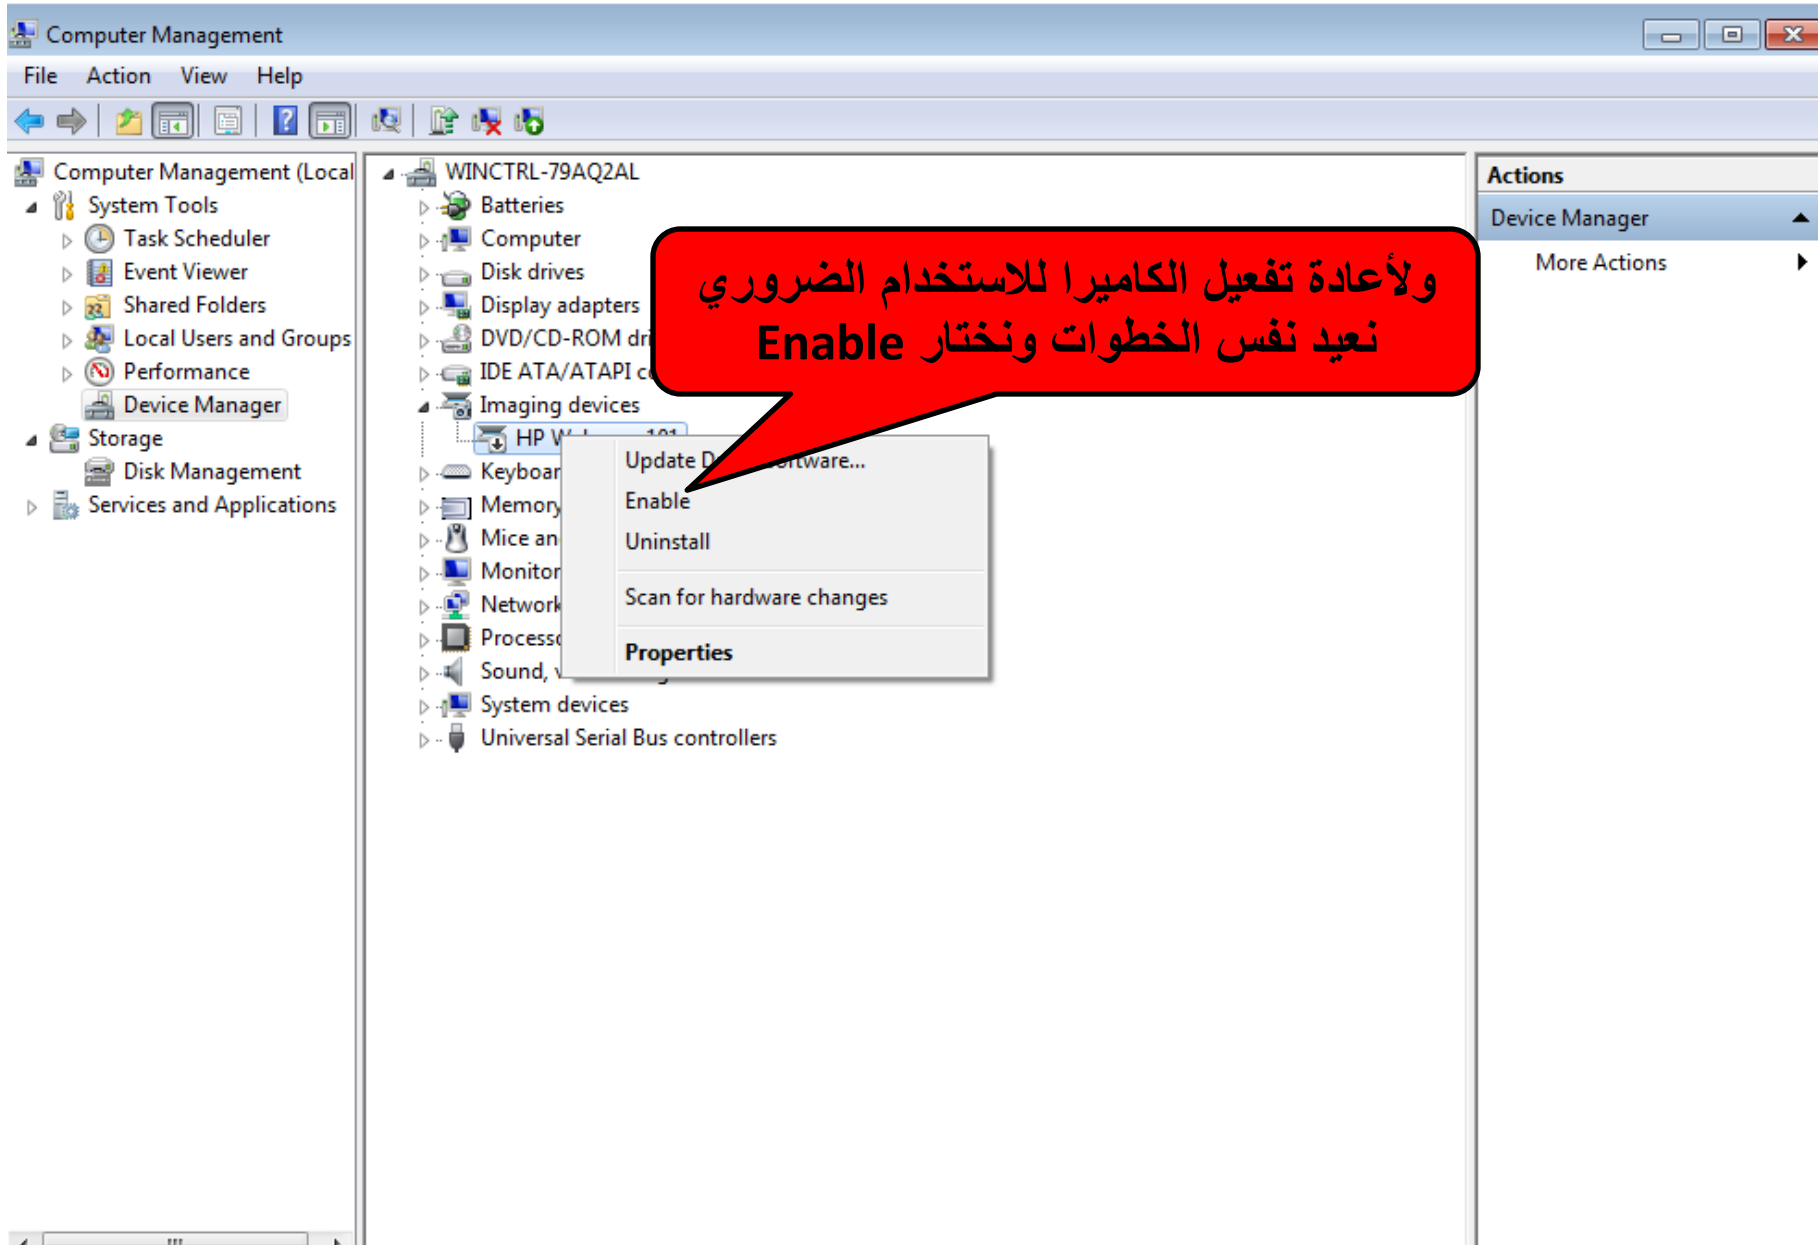 Computer Management
File Action View Help
Computer Management (Local
System Tools
Task Scheduler
Event Viewer
Shared Folders
Local Users and Groups
Performance
Device Manager
Storage
Disk Management
Services and Applications
WINCTRL-79AQ2AL
Batteries
Computer
Disk drives
Display adapters
DVD/CD-ROM
IDE ATA/ATAPI
Imaging devices
HP
Keyboar
Memory
Mice an
Monitor
Network
Process
Sound,
System devices
Universal Serial Bus controllers
ولأعادة تفعيل الكاميرا للاستخدام الضروري
نعيد نفس الخطوات ونختار Enable
Update
Enable
Uninstall
Scan for hardware changes
Properties
Actions
Device Manager
More Actions